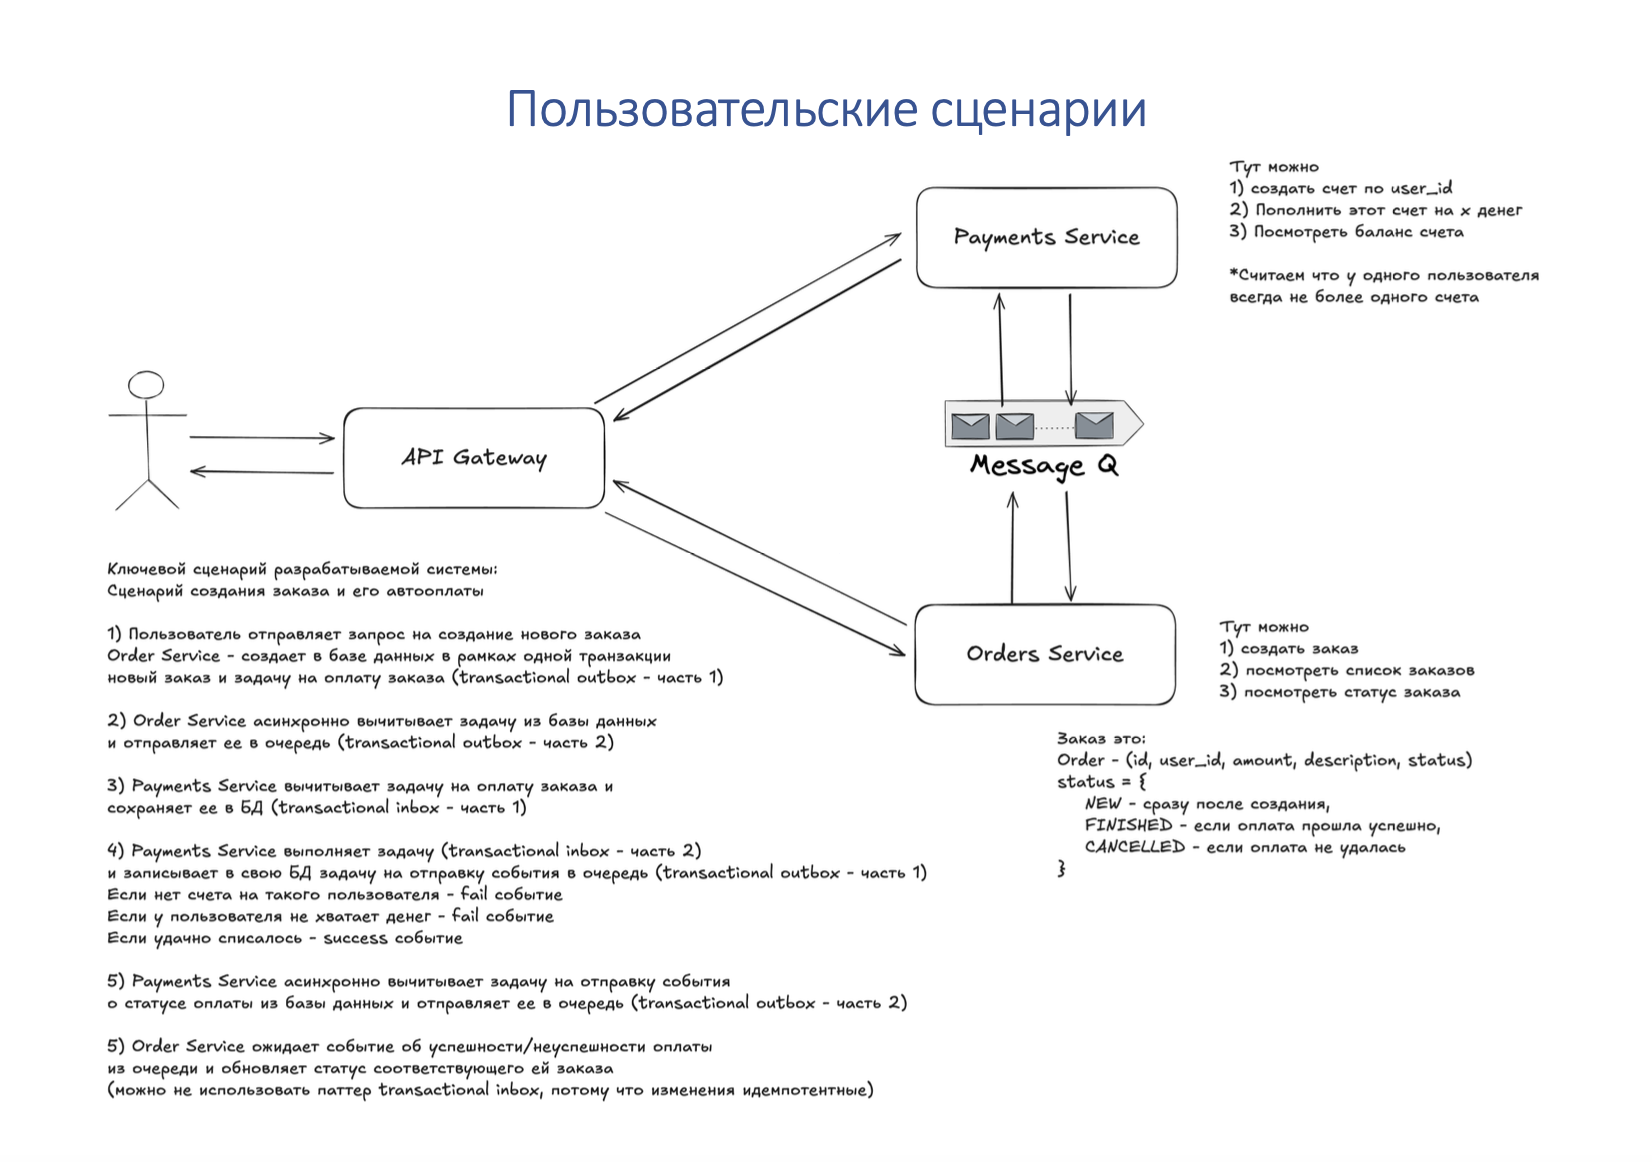 Пользовательские сценарии
Тут можно
1) создать счет по user_id
2) Пополнить этот счет на x денег
3) Посмотреть баланс счета
*Считаем что у одного пользователя
всегда не более одного счета
Payments Service
API Gateway
Message Q
Orders Service
Тут можно
1) создать заказ
2) посмотреть список заказов
3) посмотреть статус заказа
Заказ это:
Order - (id, user_id, amount, description, status)
status = {
NEW - сразу после создания,
FINISHED - если оплата прошла успешно,
CANCELLED - если оплата не удалась
}
Ключевой сценарий разрабатываемой системы:
Сценарий создания заказа и его автооплаты
1) Пользователь отправляет запрос на создание нового заказа
Order Service - создает в базе данных в рамках одной транзакции
новый заказ и задачу на оплату заказа (transactional outbox - часть 1)
2) Order Service асинхронно вычитывает задачу из базы данных
и отправляет ее в очередь (transactional outbox - часть 2)
3) Payments Service вычитывает задачу на оплату заказа и
сохраняет ее в БД (transactional inbox - часть 1)
4) Payments Service выполняет задачу (transactional inbox - часть 2)
и записывает в свою БД задачу на отправку события в очередь (transactional outbox - часть 1)
Если нет счета на такого пользователя - fail событие
Если у пользователя не хватает денег - fail событие
Если удачно списалось - success событие
5) Payments Service асинхронно вычитывает задачу на отправку события
о статусе оплаты из базы данных и отправляет ее в очередь (transactional outbox - часть 2)
5) Order Service ожидает событие об успешности/неуспешности оплаты
из очереди и обновляет статус соответствующего ей заказа
(можно не использовать паттер transactional inbox, потому что изменения идемпотентные)